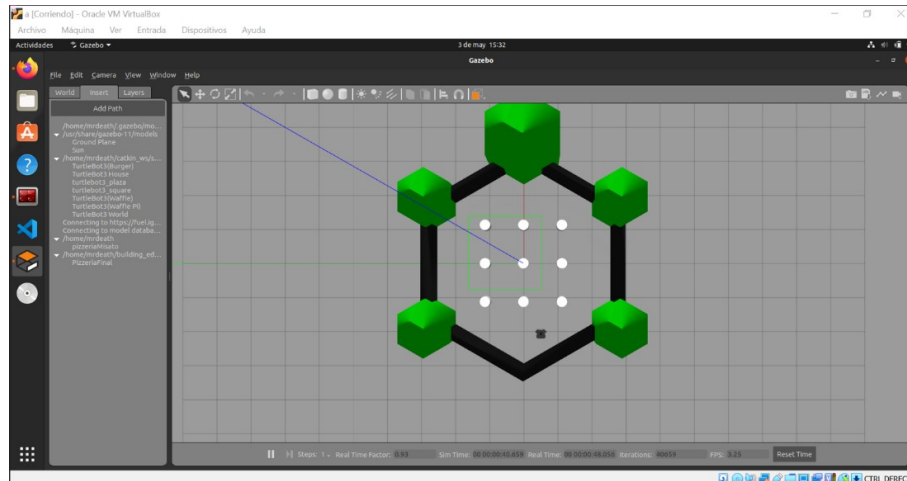 a [Corriendo] - Oracle VM VirtualBox
Archivo Máquina Ver Entrada Dispositivos Ayuda
Actividades Gazebo 3 de may 15:32
Gazebo
File Edit Camera View Window Help
World Insert Layers
Add Path
/home/mrdeath/.gazebo/mo...
/usr/share/gazebo-11/models
Ground Plane
Sun
/home/mrdeath/catkin_ws/s...
TurtleBot3(Burger)
TurtleBot3 House
turtlebot3_plaza
turtlebot3_square
TurtleBot3(Waffle)
TurtleBot3(Waffle Pi)
TurtleBot3 World
Connecting to https://fuel.ig...
Connecting to model databa...
/home/mrdeath
pizzeriaMisato
/home/mrdeath/building_ed...
PizzeriaFinal
Steps: 1 Real Time Factor: 0.93 Sim Time: 00 00:00:46.659 Real Time: 00 00:00:48.058 Iterations: 46659 FPS: 3.25 Reset Time
CTRL DEREC